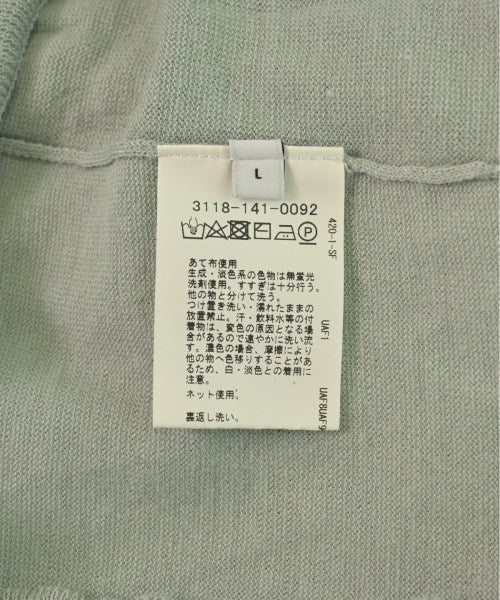 L
3118-141-0092
P
あて布使用
生成・淡色系の色物は無蛍光
洗剤使用。すすぎは十分行う。
他の物と分けて洗う。
つけ置き洗い・濡れたままの
放置禁止。汗・飲料水等の付
着物は、変色の原因となる場
合があるので速やかに洗い流
す。濃色の場合、摩擦により
他の物へ色移りすることがあ
るため、白・淡色との着用に
注意。
ネット使用。
裏返し洗い。
420-I-SF
UAF1
UAF8UAF9